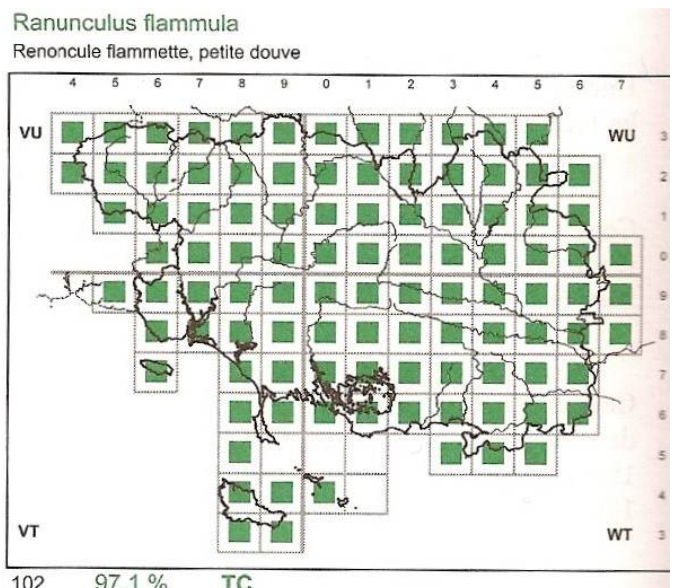 Ranunculus flammula
Renoncule flammette, petite douve
4 5 6 7 8 9 0 1 2 3 4 5 6 7
VU WU 3
2
1
0
9
8
7
6
5
4
VT WT 3
102 97,1 % TC